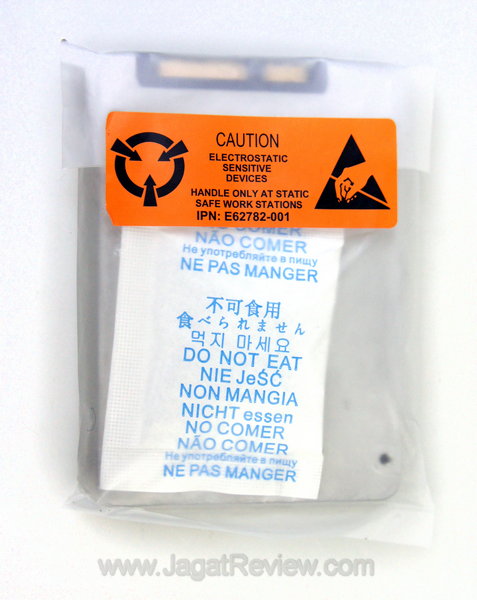 CAUTION
ELECTROSTATIC
SENSITIVE
DEVICES
HANDLE ONLY AT STATIC
SAFE WORK STATIONS
IPN: E62782-001
NO COMER
NÃO COMER
Не употребляйте в пищу
NE PAS MANGER
不可食用
食べられません
먹지 마세요
DO NOT EAT
NIE JeŚĆ
NON MANGIA
NICHT essen
NO COMER
NÃO COMER
Не употребляйте в пищу
NE PAS MANGER
www.JagatReview.com